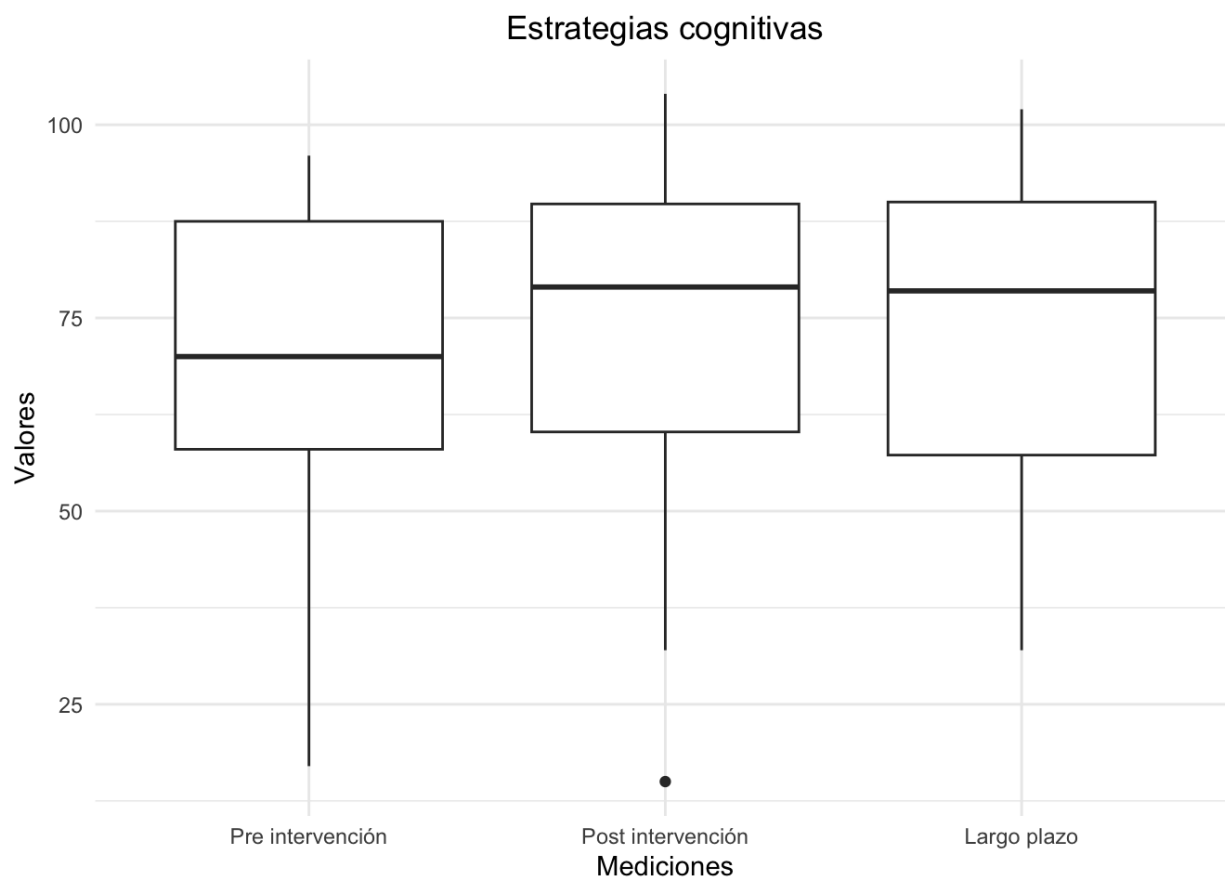 Estrategias cognitivas
Valores
100
75
50
25
Pre intervención
Post intervención
Largo plazo
Mediciones